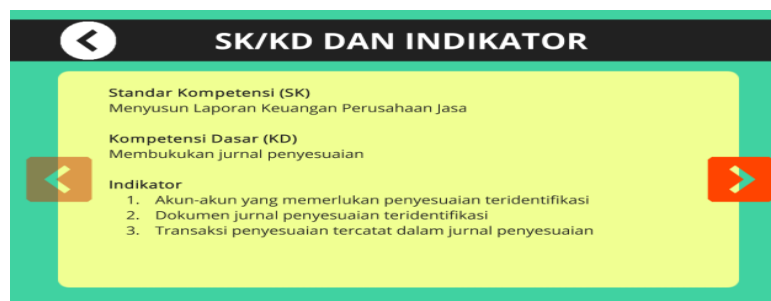 SK/KD DAN INDIKATOR
Standar Kompetensi (SK)
Menyusun Laporan Keuangan Perusahaan Jasa
Kompetensi Dasar (KD)
Membukukan jurnal penyesuaian
Indikator
1. Akun-akun yang memerlukan penyesuaian teridentifikasi
2. Dokumen jurnal penyesuaian teridentifikasi
3. Transaksi penyesuaian tercatat dalam jurnal penyesuaian